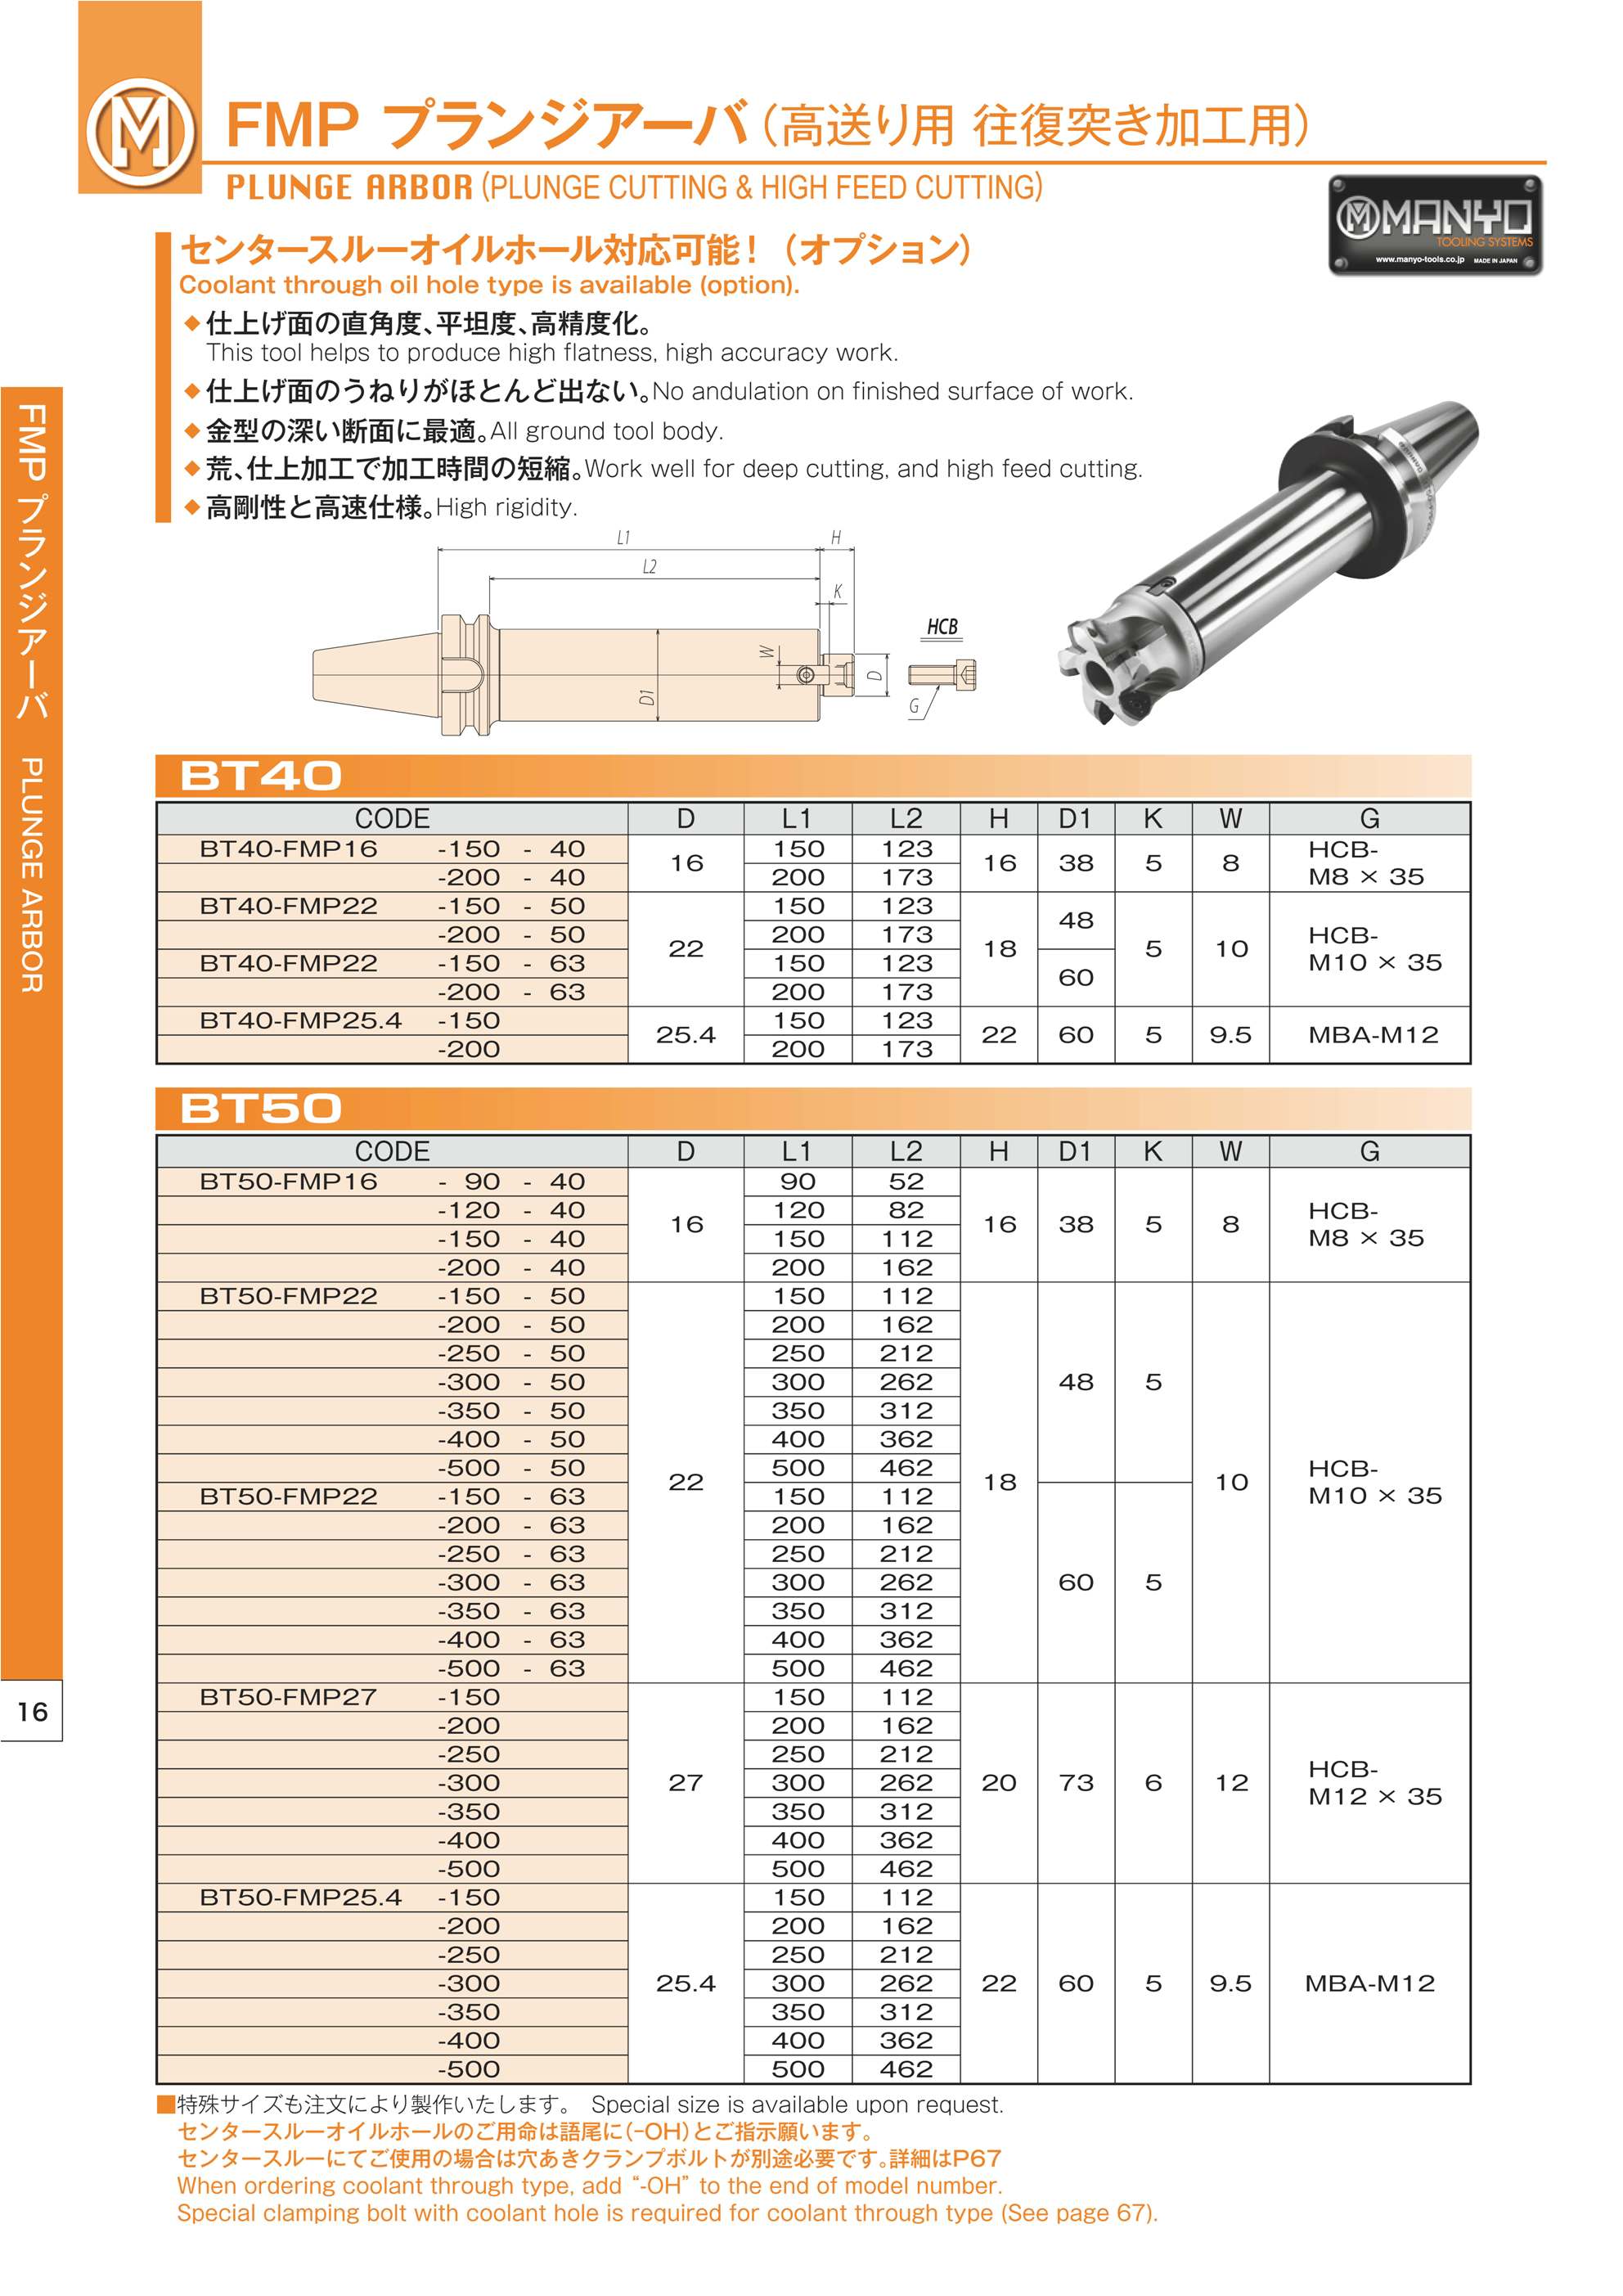 FMP プランジアーバ（高送り用 往復突き加工用）
PLUNGE ARBOR (PLUNGE CUTTING & HIGH FEED CUTTING)
MANYO
TOOLING SYSTEMS
www.manyo-tools.co.jp MADE IN JAPAN
センタースルーオイルホール対応可能！（オプション）
Coolant through oil hole type is available (option).
◆仕上げ面の直角度、平坦度、高精度化。
This tool helps to produce high flatness, high accuracy work.
◆仕上げ面のうねりがほとんど出ない。No andulation on finished surface of work.
◆金型の深い断面に最適。All ground tool body.
◆荒、仕上加工で加工時間の短縮。Work well for deep cutting, and high feed cutting.
◆高剛性と高速仕様。High rigidity.
L1 H
L2
K
HCB
W
D1
D
G
FMP プランジアーバ PLUNGE ARBOR
16
BT40
CODE D L1 L2 H D1 K W G
BT40-FMP16 -150 - 40 16 150 123 16 38 5 8 HCB-M8 × 35
-200 - 40 200 173
BT40-FMP22 -150 - 50 22 150 123 18 48 5 10 HCB-M10 × 35
-200 - 50 200 173
BT40-FMP22 -150 - 63 150 123 60
-200 - 63 200 173
BT40-FMP25.4 -150 25.4 150 123 22 60 5 9.5 MBA-M12
-200 200 173
BT50
CODE D L1 L2 H D1 K W G
BT50-FMP16 - 90 - 40 16 90 52 16 38 5 8 HCB-M8 × 35
-120 - 40 120 82
-150 - 40 150 112
-200 - 40 200 162
BT50-FMP22 -150 - 50 22 150 112 18 48 5 10 HCB-M10 × 35
-200 - 50 200 162
-250 - 50 250 212
-300 - 50 300 262
-350 - 50 350 312
-400 - 50 400 362
-500 - 50 500 462
BT50-FMP22 -150 - 63 150 112 60 5
-200 - 63 200 162
-250 - 63 250 212
-300 - 63 300 262
-350 - 63 350 312
-400 - 63 400 362
-500 - 63 500 462
BT50-FMP27 -150 27 150 112 20 73 6 12 HCB-M12 × 35
-200 200 162
-250 250 212
-300 300 262
-350 350 312
-400 400 362
-500 500 462
BT50-FMP25.4 -150 25.4 150 112 22 60 5 9.5 MBA-M12
-200 200 162
-250 250 212
-300 300 262
-350 350 312
-400 400 362
-500 500 462
■特殊サイズも注文により製作いたします。 Special size is available upon request.
センタースルーオイルホールのご用命は語尾に(-OH)とご指示願います。
センタースルーにてご使用の場合は穴あきクランプボルトが別途必要です。詳細はP67
When ordering coolant through type, add “-OH” to the end of model number.
Special clamping bolt with coolant hole is required for coolant through type (See page 67).